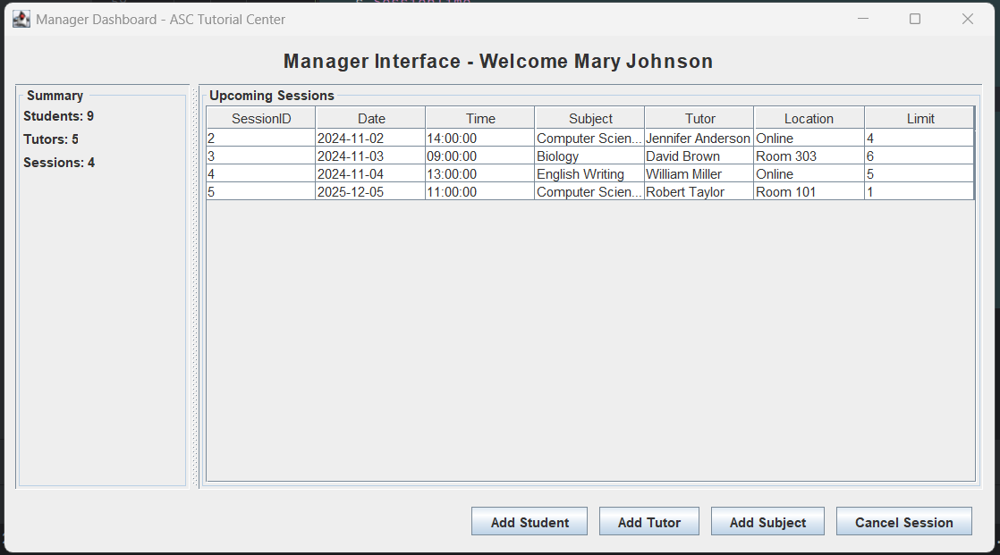 Manager Dashboard - ASC Tutorial Center
Manager Interface - Welcome Mary Johnson
Summary
Students: 9
Tutors: 5
Sessions: 4
Upcoming Sessions
SessionID Date Time Subject Tutor Location Limit
2 2024-11-02 14:00:00 Computer Scien... Jennifer Anderson Online 4
3 2024-11-03 09:00:00 Biology David Brown Room 303 6
4 2024-11-04 13:00:00 English Writing William Miller Online 5
5 2025-12-05 11:00:00 Computer Scien... Robert Taylor Room 101 1
Add Student Add Tutor Add Subject Cancel Session